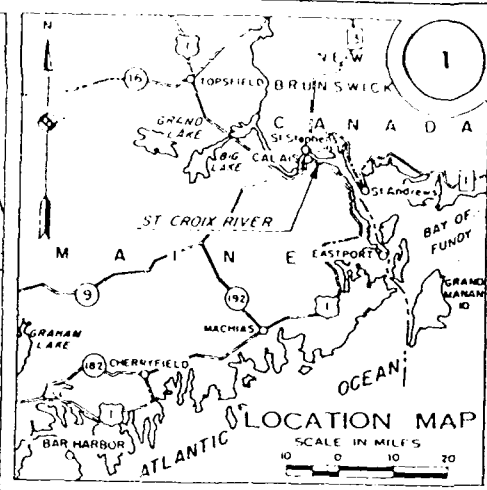 N
1
3
NEW
1
16
TOPSFIELD
BRUNSWICK
GRAND
LAKE
CANADA
St Stephen
BIG
LAKE
CALAIS
St Andrews
1
ST CROIX RIVER
BAY OF
FUNDY
EASTPORT
MAINE
GRAND
MANAN
9
192
1
GRAHAM
LAKE
MACHIAS
182
CHERRYFIELD
1
OCEAN
ATLANTIC
BAR HARBOR
LOCATION MAP
SCALE IN MILES
10 0 10 20